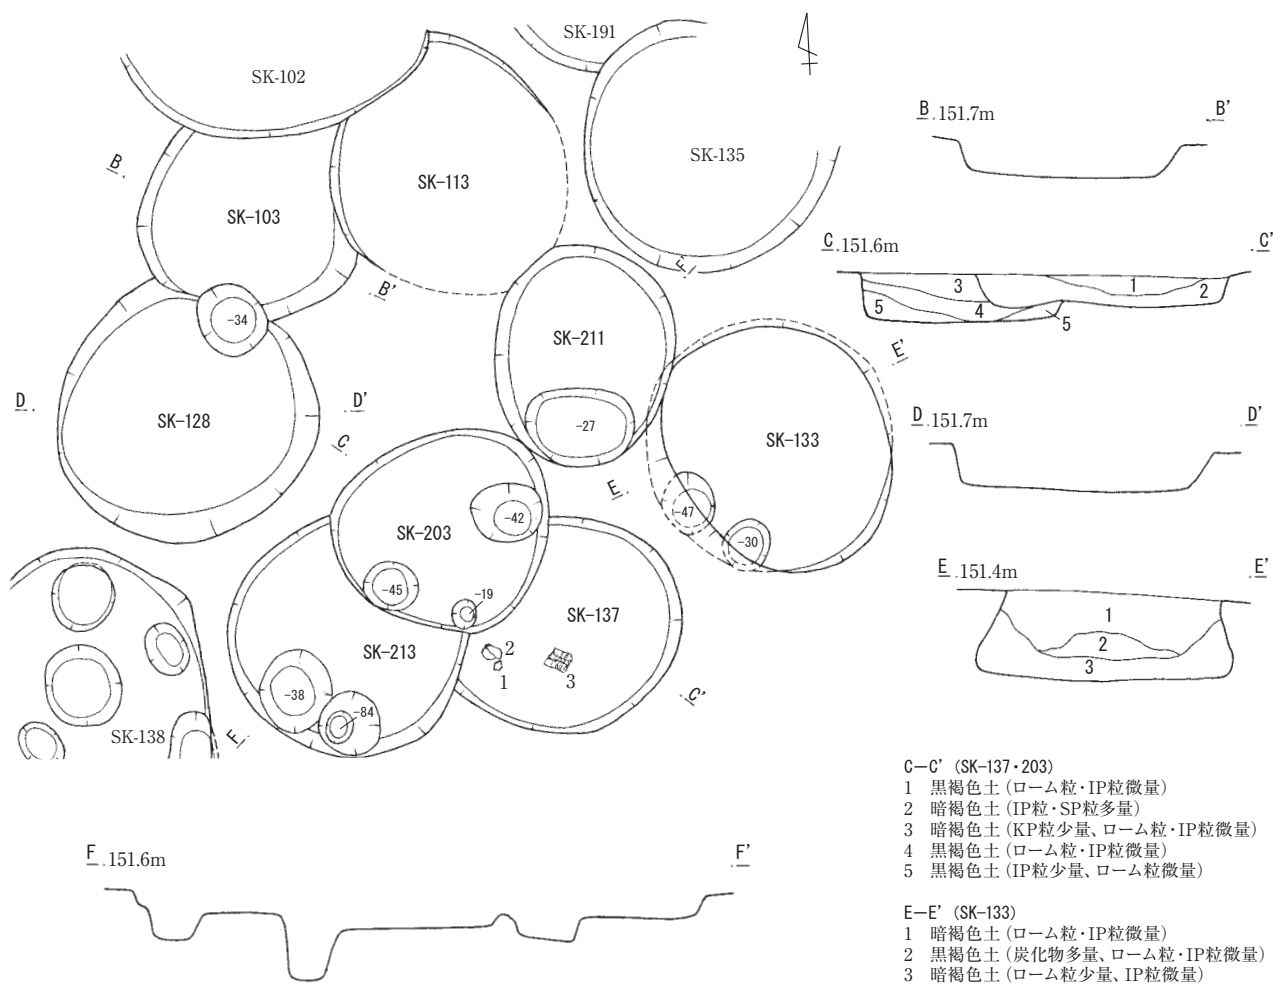 SK-191
SK-102
SK-135
B
SK-113
SK-103
F'
B'
-34
SK-211
E'
D
D'
SK-128
-27
SK-133
C
E
-47
-42
SK-203
-30
-45
-19
SK-137
SK-213
2
1
3
-38
C'
-84
SK-138
F
B 151.7m B'
C 151.6m C'
3 1 2
5 4
5
D 151.7m D'
E 151.4m E'
1
2
3
F 151.6m F'
C-C' (SK-137・203)
1 黒褐色土 (ローム粒・IP粒微量)
2 暗褐色土 (IP粒・SP粒多量)
3 暗褐色土 (KP粒少量、ローム粒・IP粒微量)
4 黒褐色土 (ローム粒・IP粒微量)
5 黒褐色土 (IP粒少量、ローム粒微量)
E-E' (SK-133)
1 暗褐色土 (ローム粒・IP粒微量)
2 黒褐色土 (炭化物多量、ローム粒・IP粒微量)
3 暗褐色土 (ローム粒少量、IP粒微量)